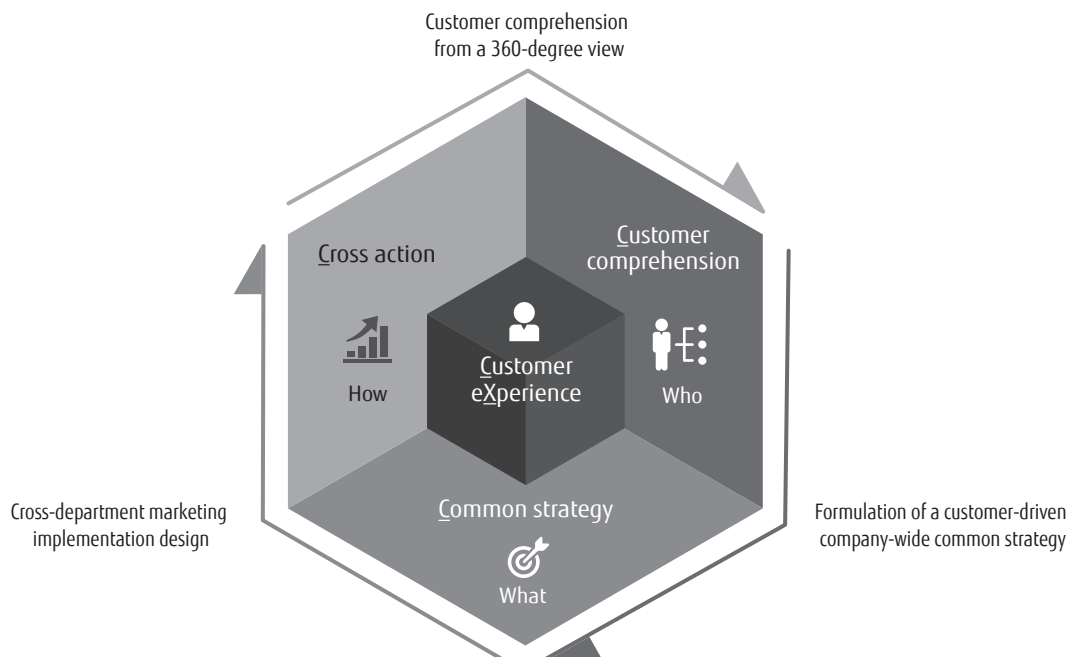 Customer comprehension
from a 360-degree view
Cross action
How
Customer
comprehension
Who
Customer
eXperience
Common strategy
What
Cross-department marketing
implementation design
Formulation of a customer-driven
company-wide common strategy